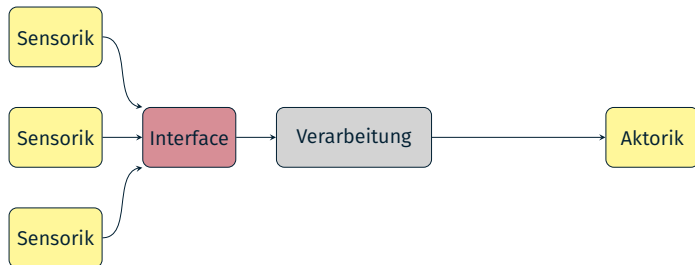 Sensorik
Sensorik
Interface
Verarbeitung
Aktorik
Sensorik